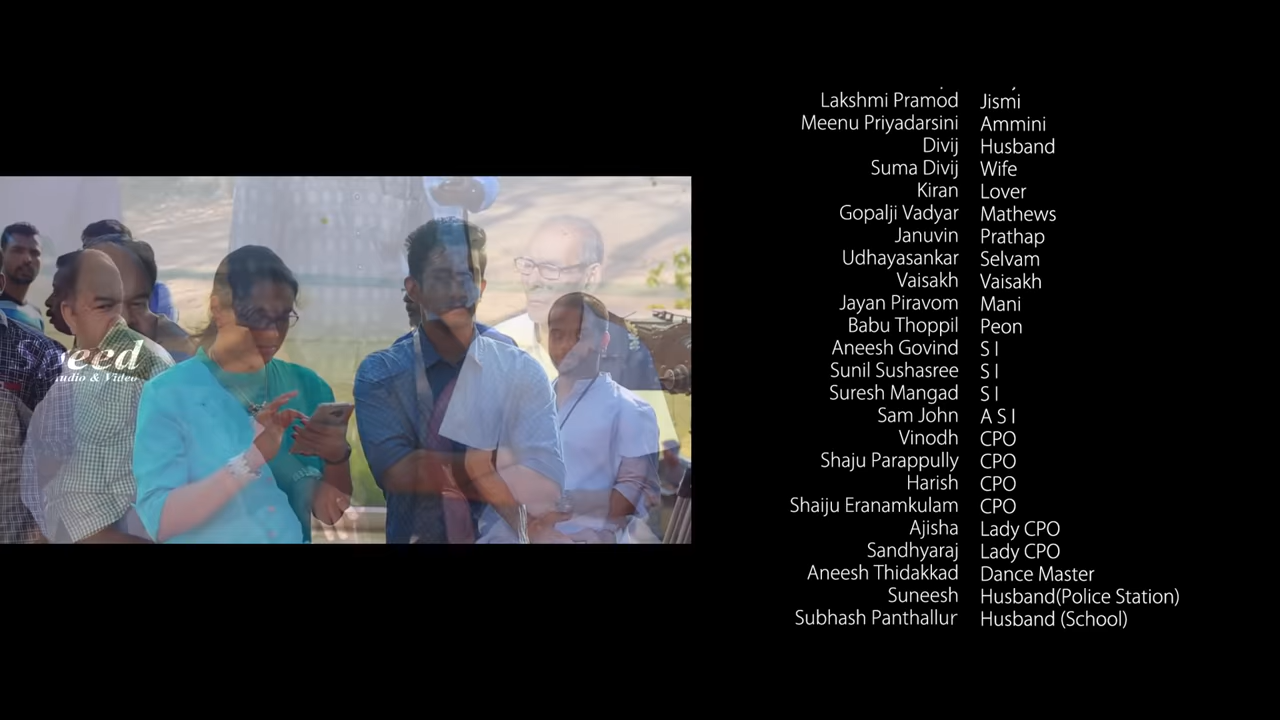 Lakshmi Pramod Jismi
Meenu Priyadarsini Ammini
Divij Husband
Suma Divij Wife
Kiran Lover
Gopalji Vadyar Mathews
Januvin Prathap
Udhayasankar Selvam
Vaisakh Vaisakh
Jayan Piravom Mani
Babu Thoppil Peon
Aneesh Govind S I
Sunil Sushasree S I
Suresh Mangad S I
Sam John A S I
Vinodh CPO
Shaju Parappully CPO
Harish CPO
Shaiju Eranamkulam CPO
Ajisha Lady CPO
Sandhyaraj Lady CPO
Aneesh Thidakkad Dance Master
Suneesh Husband(Police Station)
Subhash Panthallur Husband (School)
Speed
Audio & Video